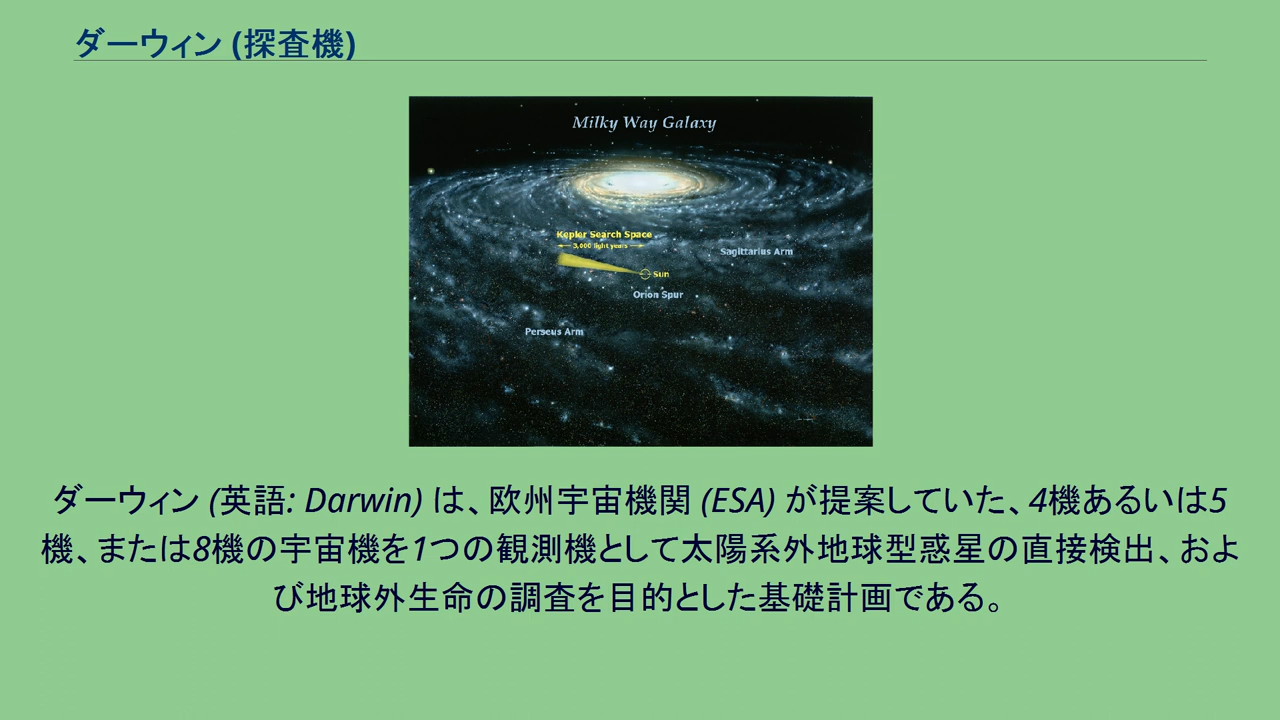 ダーウィン (探査機)
Milky Way Galaxy
Kepler Search Space
3,000 light years
Sagittarius Arm
Sun
Orion Spur
Perseus Arm
ダーウィン (英語: Darwin) は、欧州宇宙機関 (ESA) が提案していた、4機あるいは5
機、または8機の宇宙機を1つの観測機として太陽系外地球型惑星の直接検出、およ
び地球外生命の調査を目的とした基礎計画である。